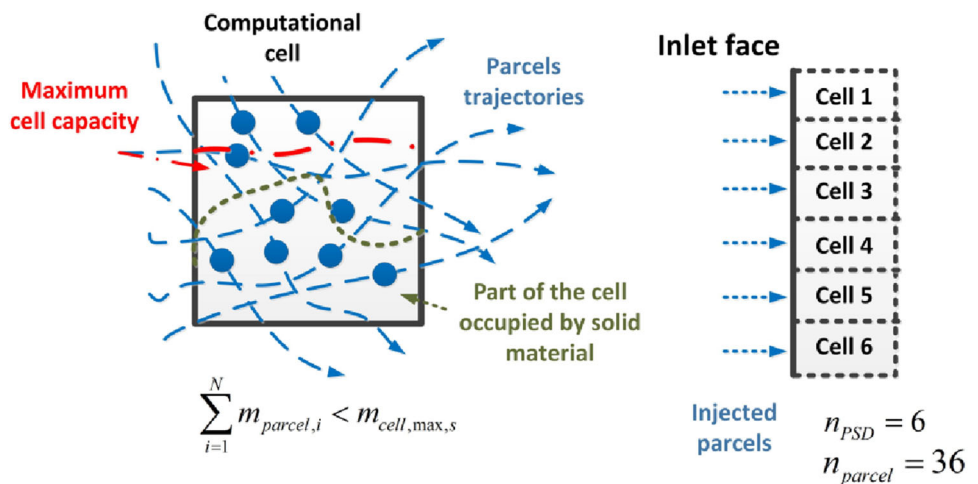 Computational
cell
Maximum
cell capacity
Parcels
trajectories
Part of the cell
occupied by solid
material
\sum_{i=1}^{N} m_{parcel,i} < m_{cell,max,s}
Inlet face
Cell 1
Cell 2
Cell 3
Cell 4
Cell 5
Cell 6
Injected
parcels
n_{PSD} = 6
n_{parcel} = 36